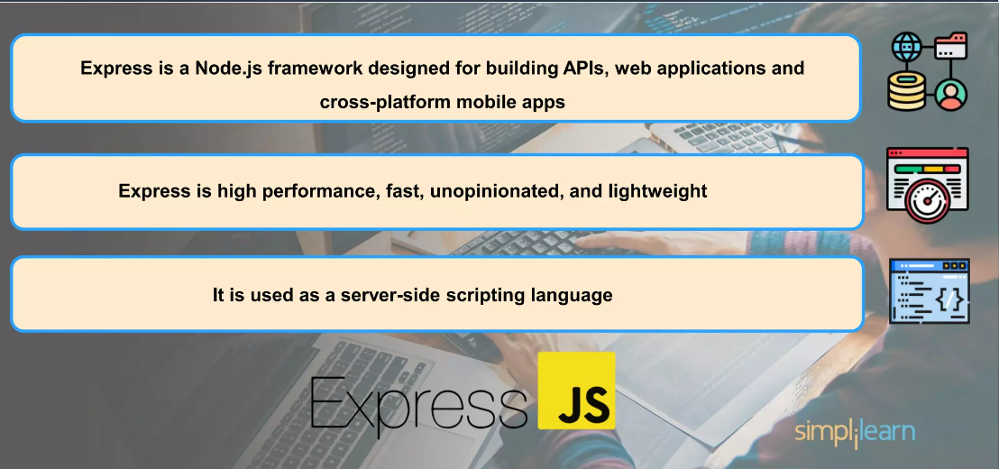 Express is a Node.js framework designed for building APIs, web applications and
cross-platform mobile apps
Express is high performance, fast, unopinionated, and lightweight
It is used as a server-side scripting language
Express JS
simplilearn